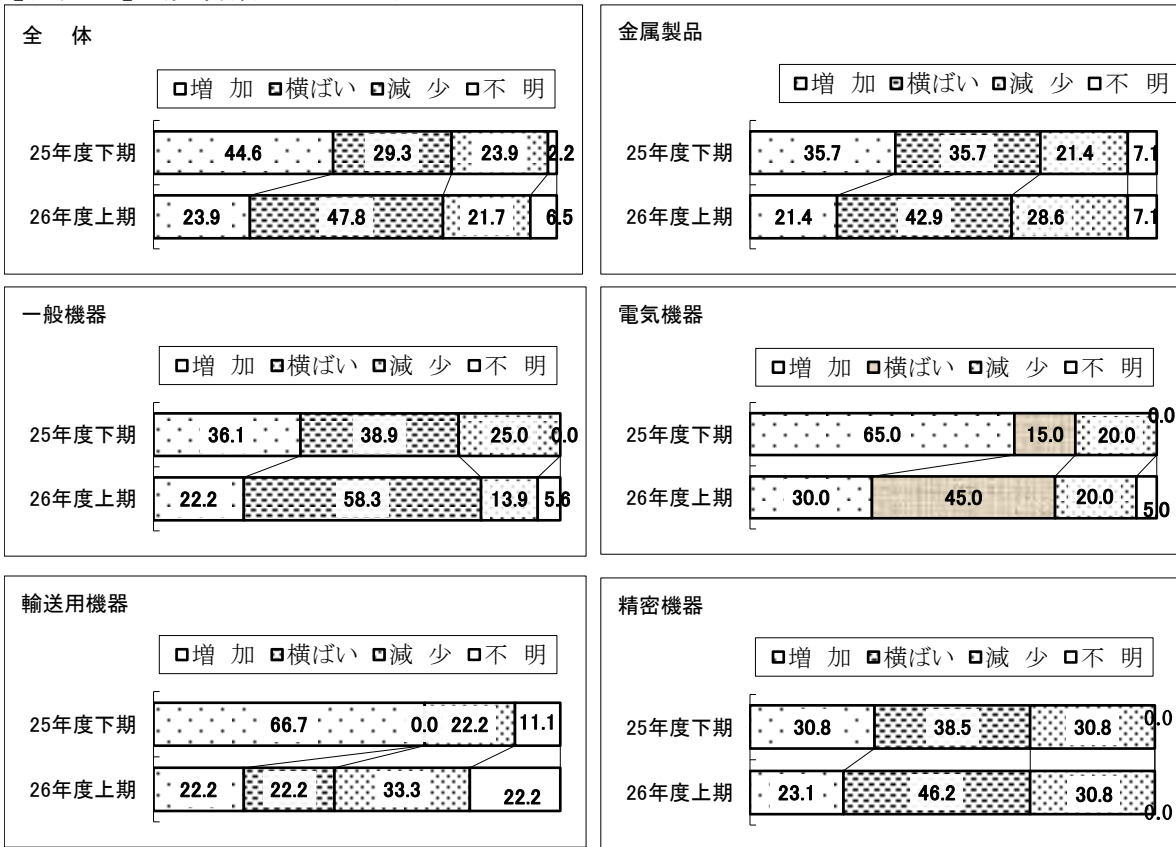 全 体
□増 加 □横ばい □減 少 □不 明
25年度下期 44.6 29.3 23.9 2.2
26年度上期 23.9 47.8 21.7 6.5
金属製品
□増 加 □横ばい □減 少 □不 明
25年度下期 35.7 35.7 21.4 7.1
26年度上期 21.4 42.9 28.6 7.1
一般機器
□増 加 □横ばい □減 少 □不 明
25年度下期 36.1 38.9 25.0 0.0
26年度上期 22.2 58.3 13.9 5.6
電気機器
□増 加 □横ばい □減 少 □不 明
25年度下期 65.0 15.0 20.0 0.0
26年度上期 30.0 45.0 20.0 5.0
輸送用機器
□増 加 □横ばい □減 少 □不 明
25年度下期 66.7 0.0 22.2 11.1
26年度上期 22.2 22.2 33.3 22.2
精密機器
□増 加 □横ばい □減 少 □不 明
25年度下期 30.8 38.5 30.8 0.0
26年度上期 23.1 46.2 30.8 0.0